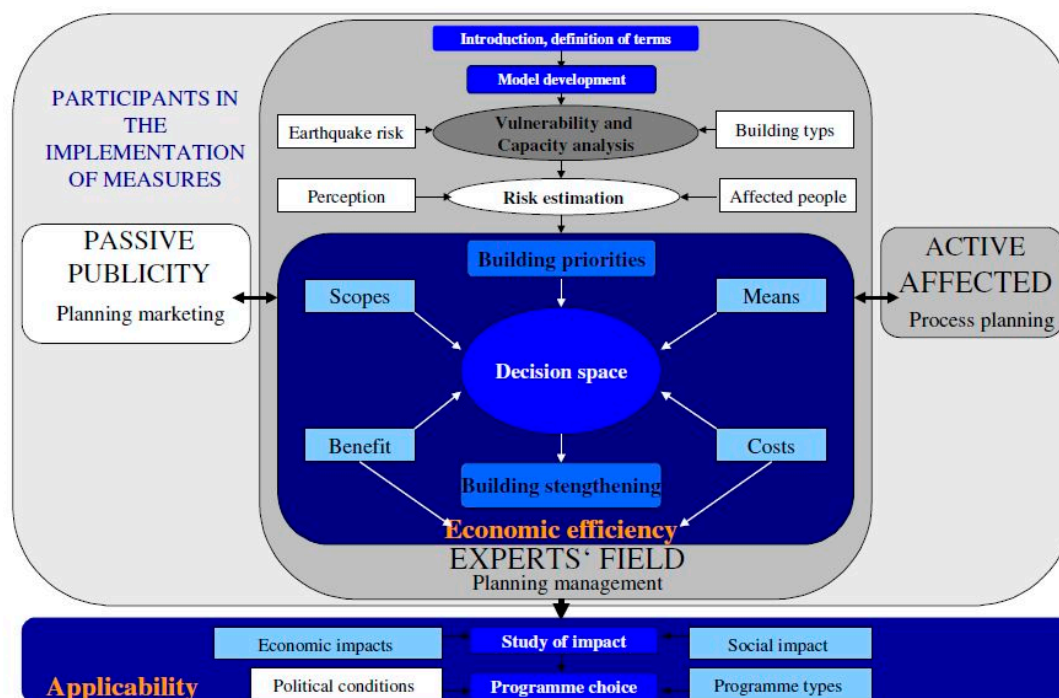 Introduction, definition of terms
Model development
PARTICIPANTS IN
THE
IMPLEMENTATION
OF MEASURES
Earthquake risk
Vulnerability and
Capacity analysis
Building typs
Perception
Risk estimation
Affected people
PASSIVE
PUBLICITY
Planning marketing
Building priorities
Scopes
Means
ACTIVE
AFFECTED
Process planning
Decision space
Benefit
Costs
Building stengthening
Economic efficiency
EXPERTS‘ FIELD
Planning management
Economic impacts
Study of impact
Social impact
Applicability
Political conditions
Programme choice
Programme types